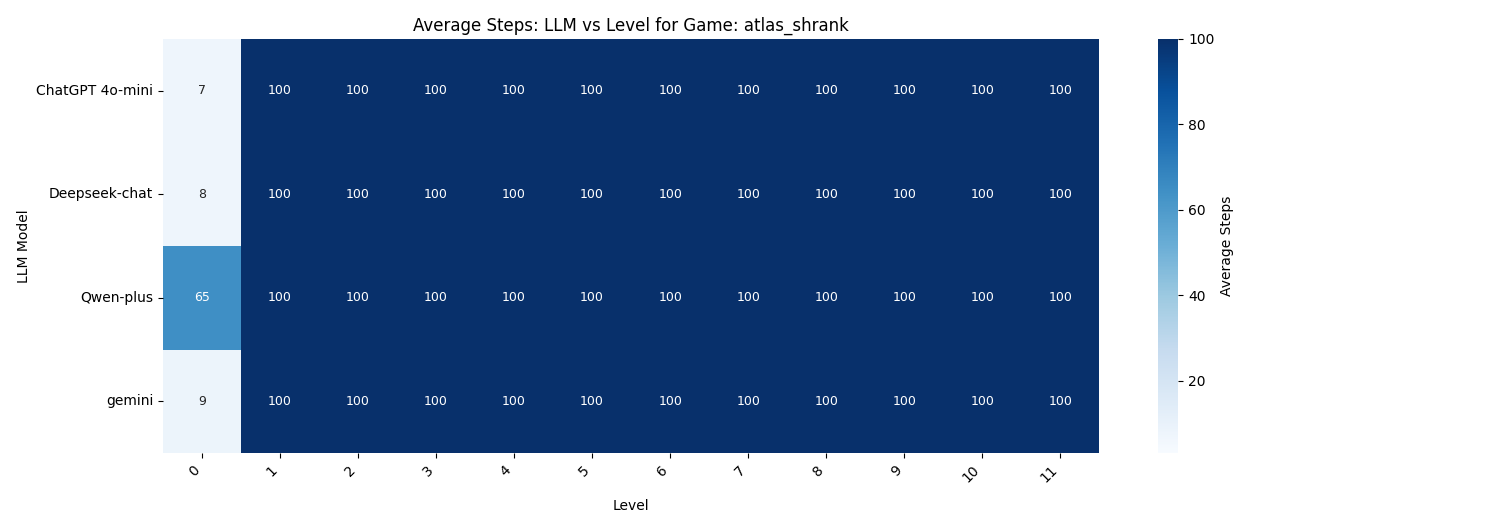 Average Steps: LLM vs Level for Game: atlas_shrank
LLM Model
ChatGPT 4o-mini 7 100 100 100 100 100 100 100 100 100 100 100
Deepseek-chat 8 100 100 100 100 100 100 100 100 100 100 100
Qwen-plus 65 100 100 100 100 100 100 100 100 100 100 100
gemini 9 100 100 100 100 100 100 100 100 100 100 100
0 1 2 3 4 5 6 7 8 9 10 11
Level
100
80
60
40
20
Average Steps